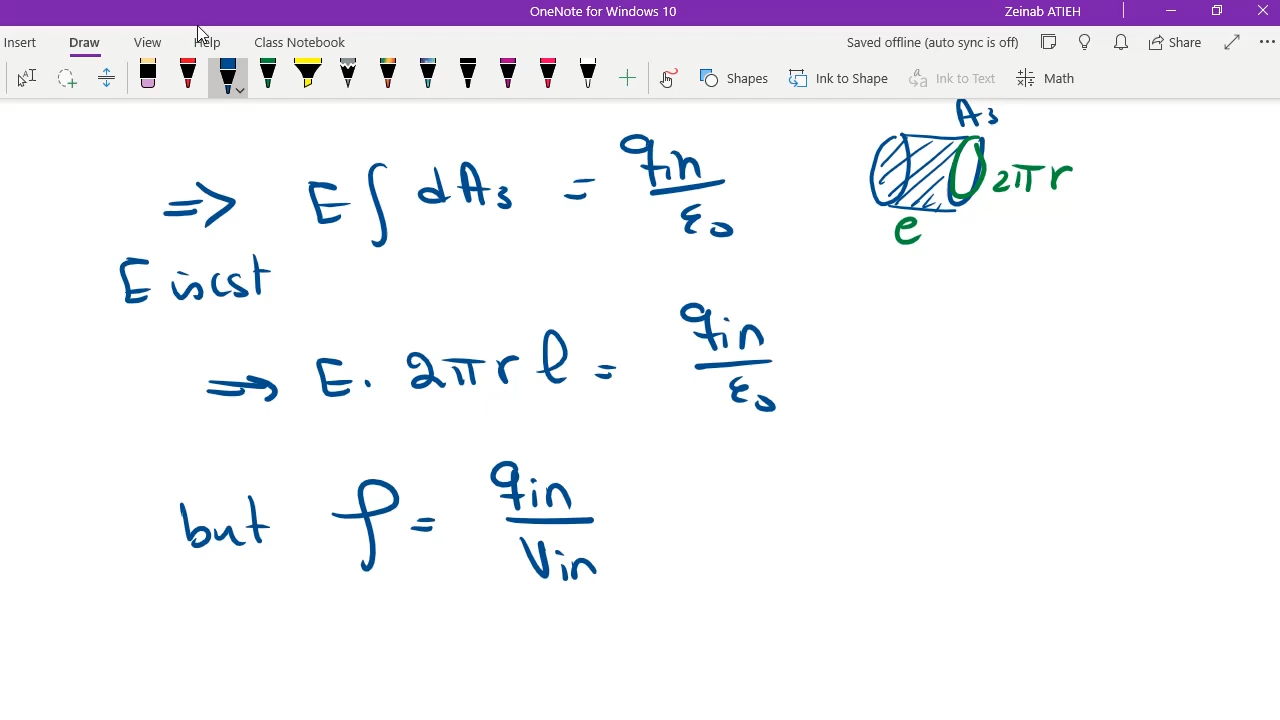 OneNote for Windows 10
Zeinab ATIEH
Insert Draw View Help Class Notebook
Saved offline (auto sync is off) Share
Shapes Ink to Shape Ink to Text Math
A₃
⇒ E ∫ dA₃ = qin/ε₀
2πr
e
E is cst
⇒ E. 2πr l = qin/ε₀
but ρ = qin/Vin